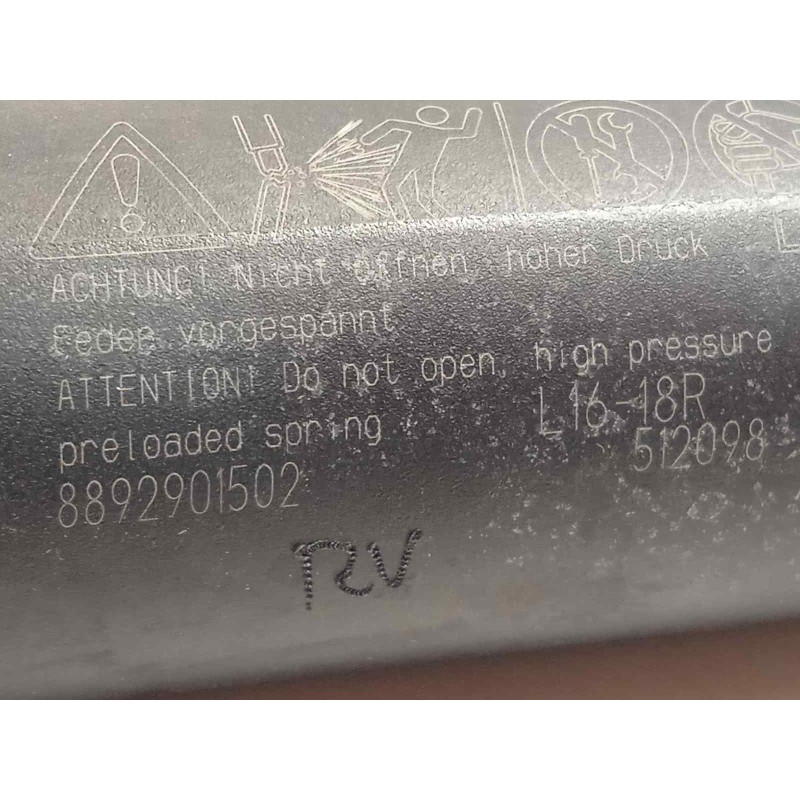 ACHTUNG! Nicht öffnen, hoher Druck
Feder vorgespannt
ATTENTION! Do not open, high pressure
preloaded spring
L16-18R
8892901502
512098